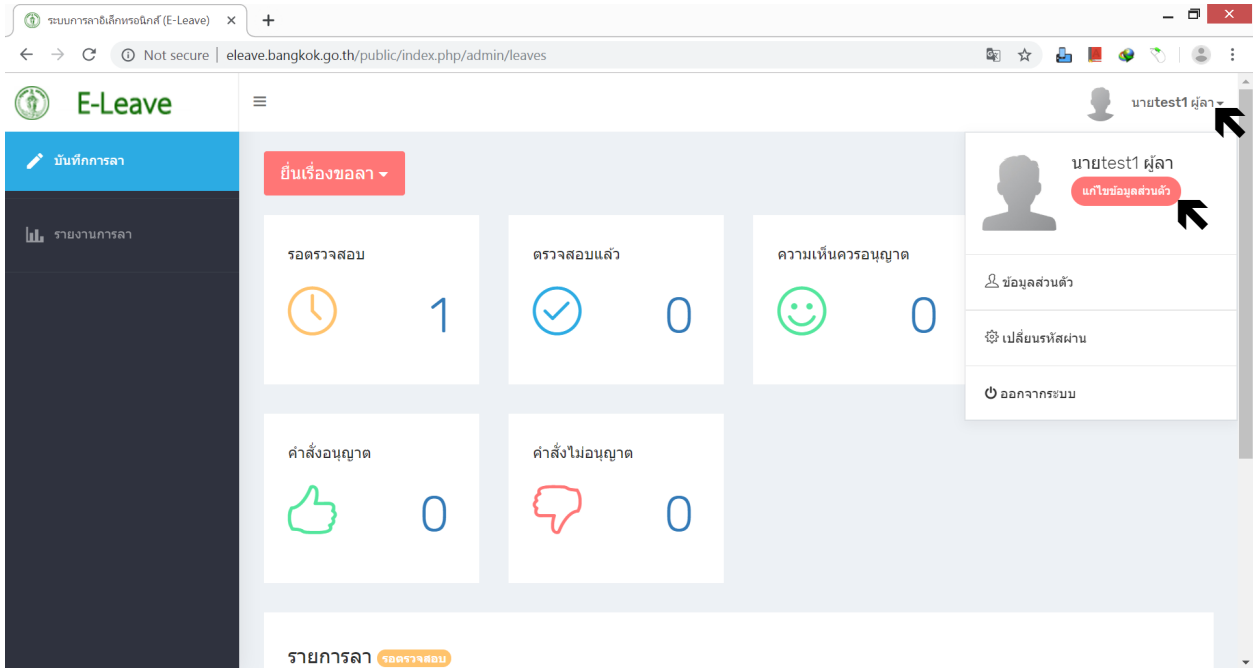 ระบบการลาอิเล็กทรอนิกส์ (E-Leave)
Not secure | eleave.bangkok.go.th/public/index.php/admin/leaves
E-Leave
นายtest1 ผู้ลา
บันทึกการลา
รายงานการลา
ยื่นเรื่องขอลา
นายtest1 ผู้ลา
แก้ไขข้อมูลส่วนตัว
ข้อมูลส่วนตัว
เปลี่ยนรหัสผ่าน
ออกจากระบบ
รอตรวจสอบ
1
ตรวจสอบแล้ว
0
ความเห็นควรอนุญาต
0
คำสั่งอนุญาต
0
คำสั่งไม่อนุญาต
0
รายการลา รอตรวจสอบ